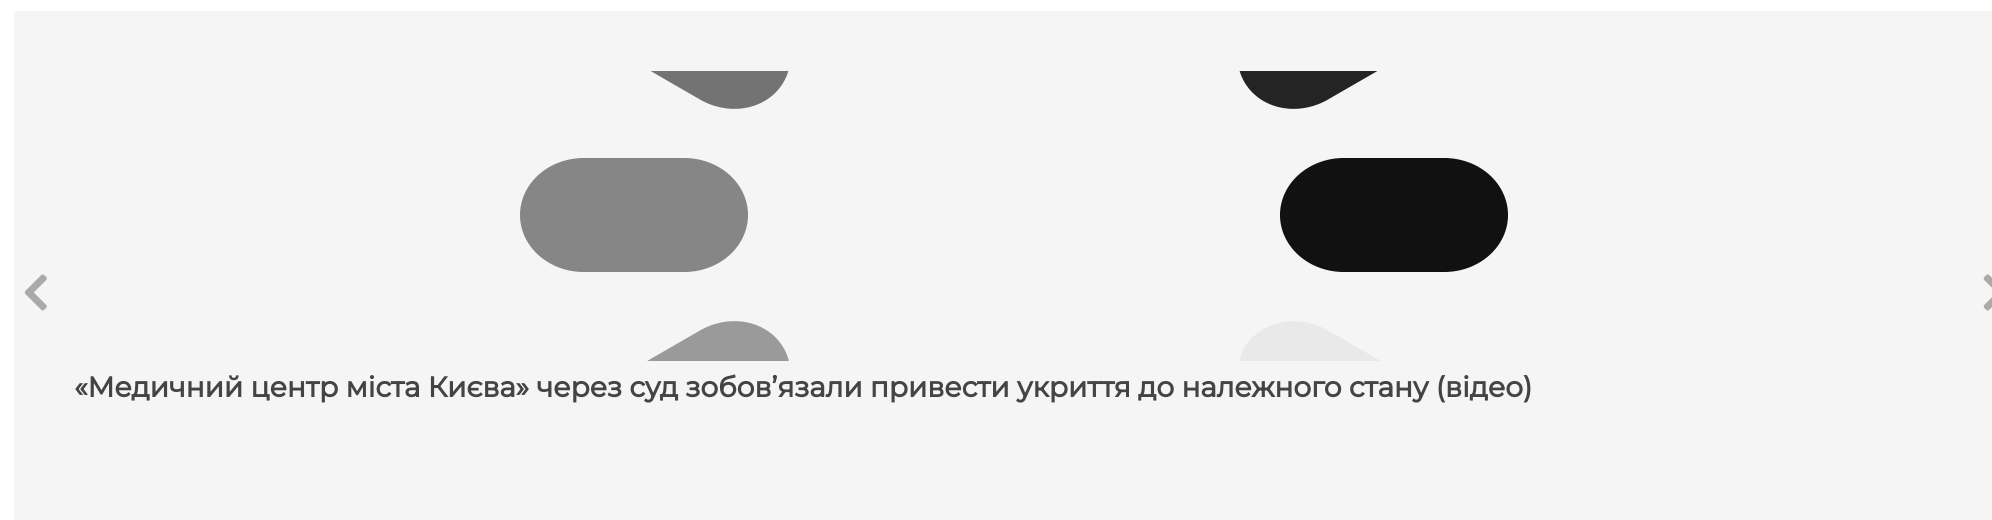 «Медичний центр міста Києва» через суд зобов’язали привести укриття до належного стану (відео)